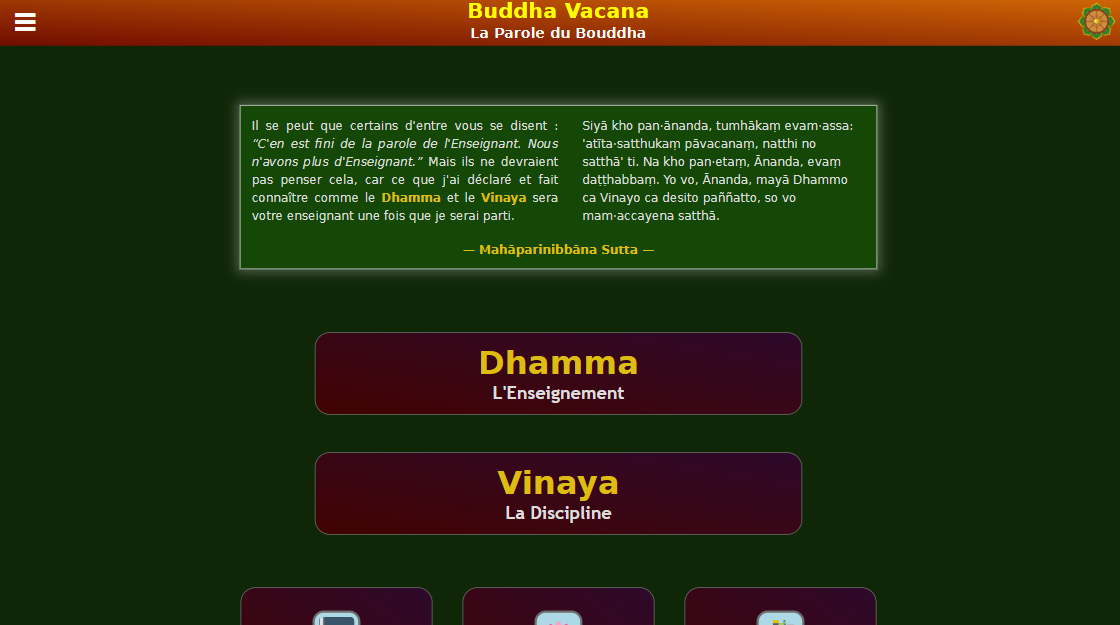 Buddha Vacana
La Parole du Bouddha
Il se peut que certains d'entre vous se disent :
“C'en est fini de la parole de l'Enseignant. Nous
n'avons plus d'Enseignant.” Mais ils ne devraient
pas penser cela, car ce que j'ai déclaré et fait
connaître comme le Dhamma et le Vinaya sera
votre enseignant une fois que je serai parti.
Siyā kho pan·ānanda, tumhākaṃ evam·assa:
'atīta·satthukaṃ pāvacanaṃ, natthi no
satthā' ti. Na kho pan·etaṃ, Ānanda, evaṃ
daṭṭhabbaṃ. Yo vo, Ānanda, mayā Dhammo
ca Vinayo ca desito paññatto, so vo
mam·accayena satthā.
— Mahāparinibbāna Sutta —
Dhamma
L'Enseignement
Vinaya
La Discipline